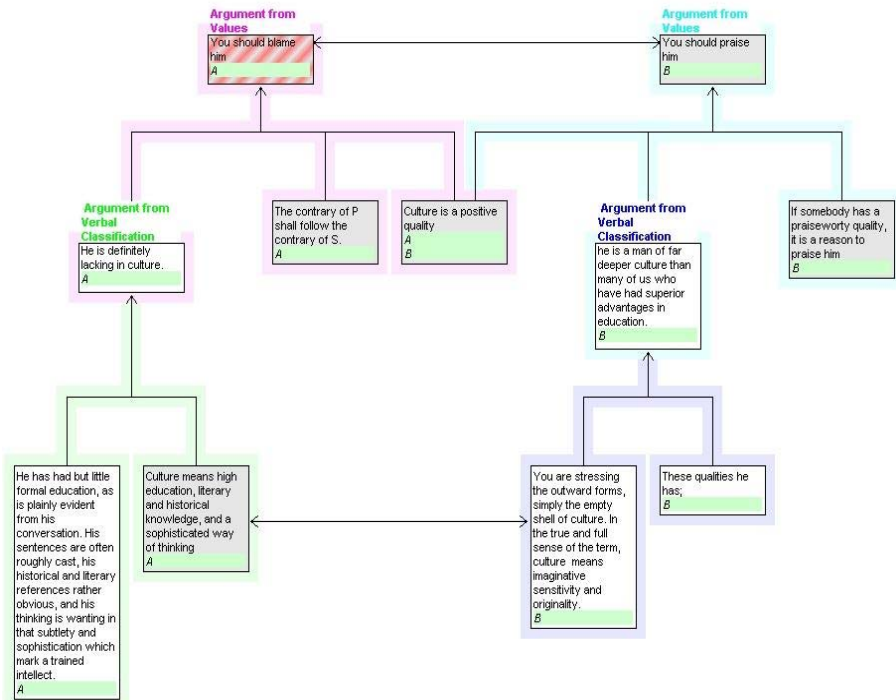 Argument from
Values
You should blame
him
A
Argument from
Values
You should praise
him
B
Argument from
Verbal
Classification
He is definitely
lacking in culture.
A
The contrary of P
shall follow the
contrary of S.
A
Culture is a positive
quality
A
B
Argument from
Verbal
Classification
he is a man of far
deeper culture than
many of us who
have had superior
advantages in
education.
B
If somebody has a
praiseworty quality,
it is a reason to
praise him
B
He has had but little
formal education, as
is plainly evident
from his
conversation. His
sentences are often
roughly cast, his
historical and literary
references rather
obvious, and his
thinking is wanting in
that subtlety and
sophistication which
mark a trained
intellect.
A
Culture means high
education, literary
and historical
knowledge, and a
sophisticated way of
thinking
A
You are stressing
the outward forms,
simply the empty
shell of culture. In
the true and full
sense of the term,
culture means
imaginative
sensitivity and
originality.
B
These qualities he
has;
B